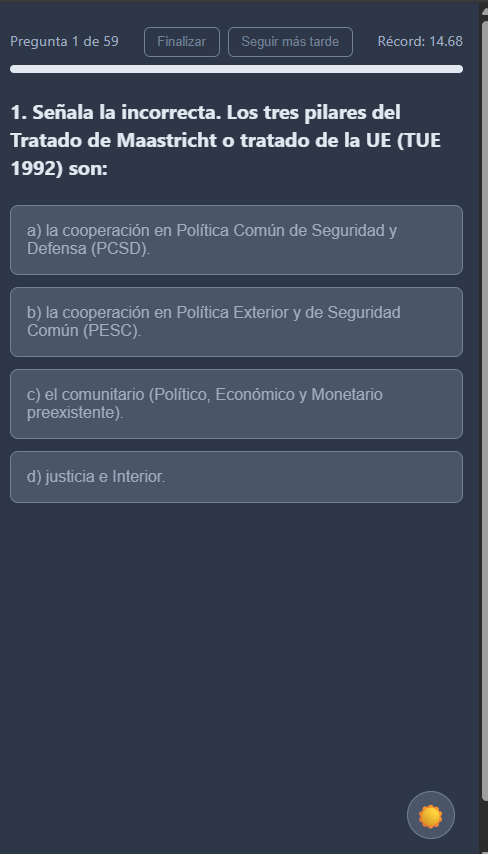 Pregunta 1 de 59
Finalizar
Seguir más tarde
Récord: 14.68
1. Señala la incorrecta. Los tres pilares del
Tratado de Maastricht o tratado de la UE (TUE
1992) son:
a) la cooperación en Política Común de Seguridad y
Defensa (PCSD).
b) la cooperación en Política Exterior y de Seguridad
Común (PESC).
c) el comunitario (Político, Económico y Monetario
preexistente).
d) justicia e Interior.